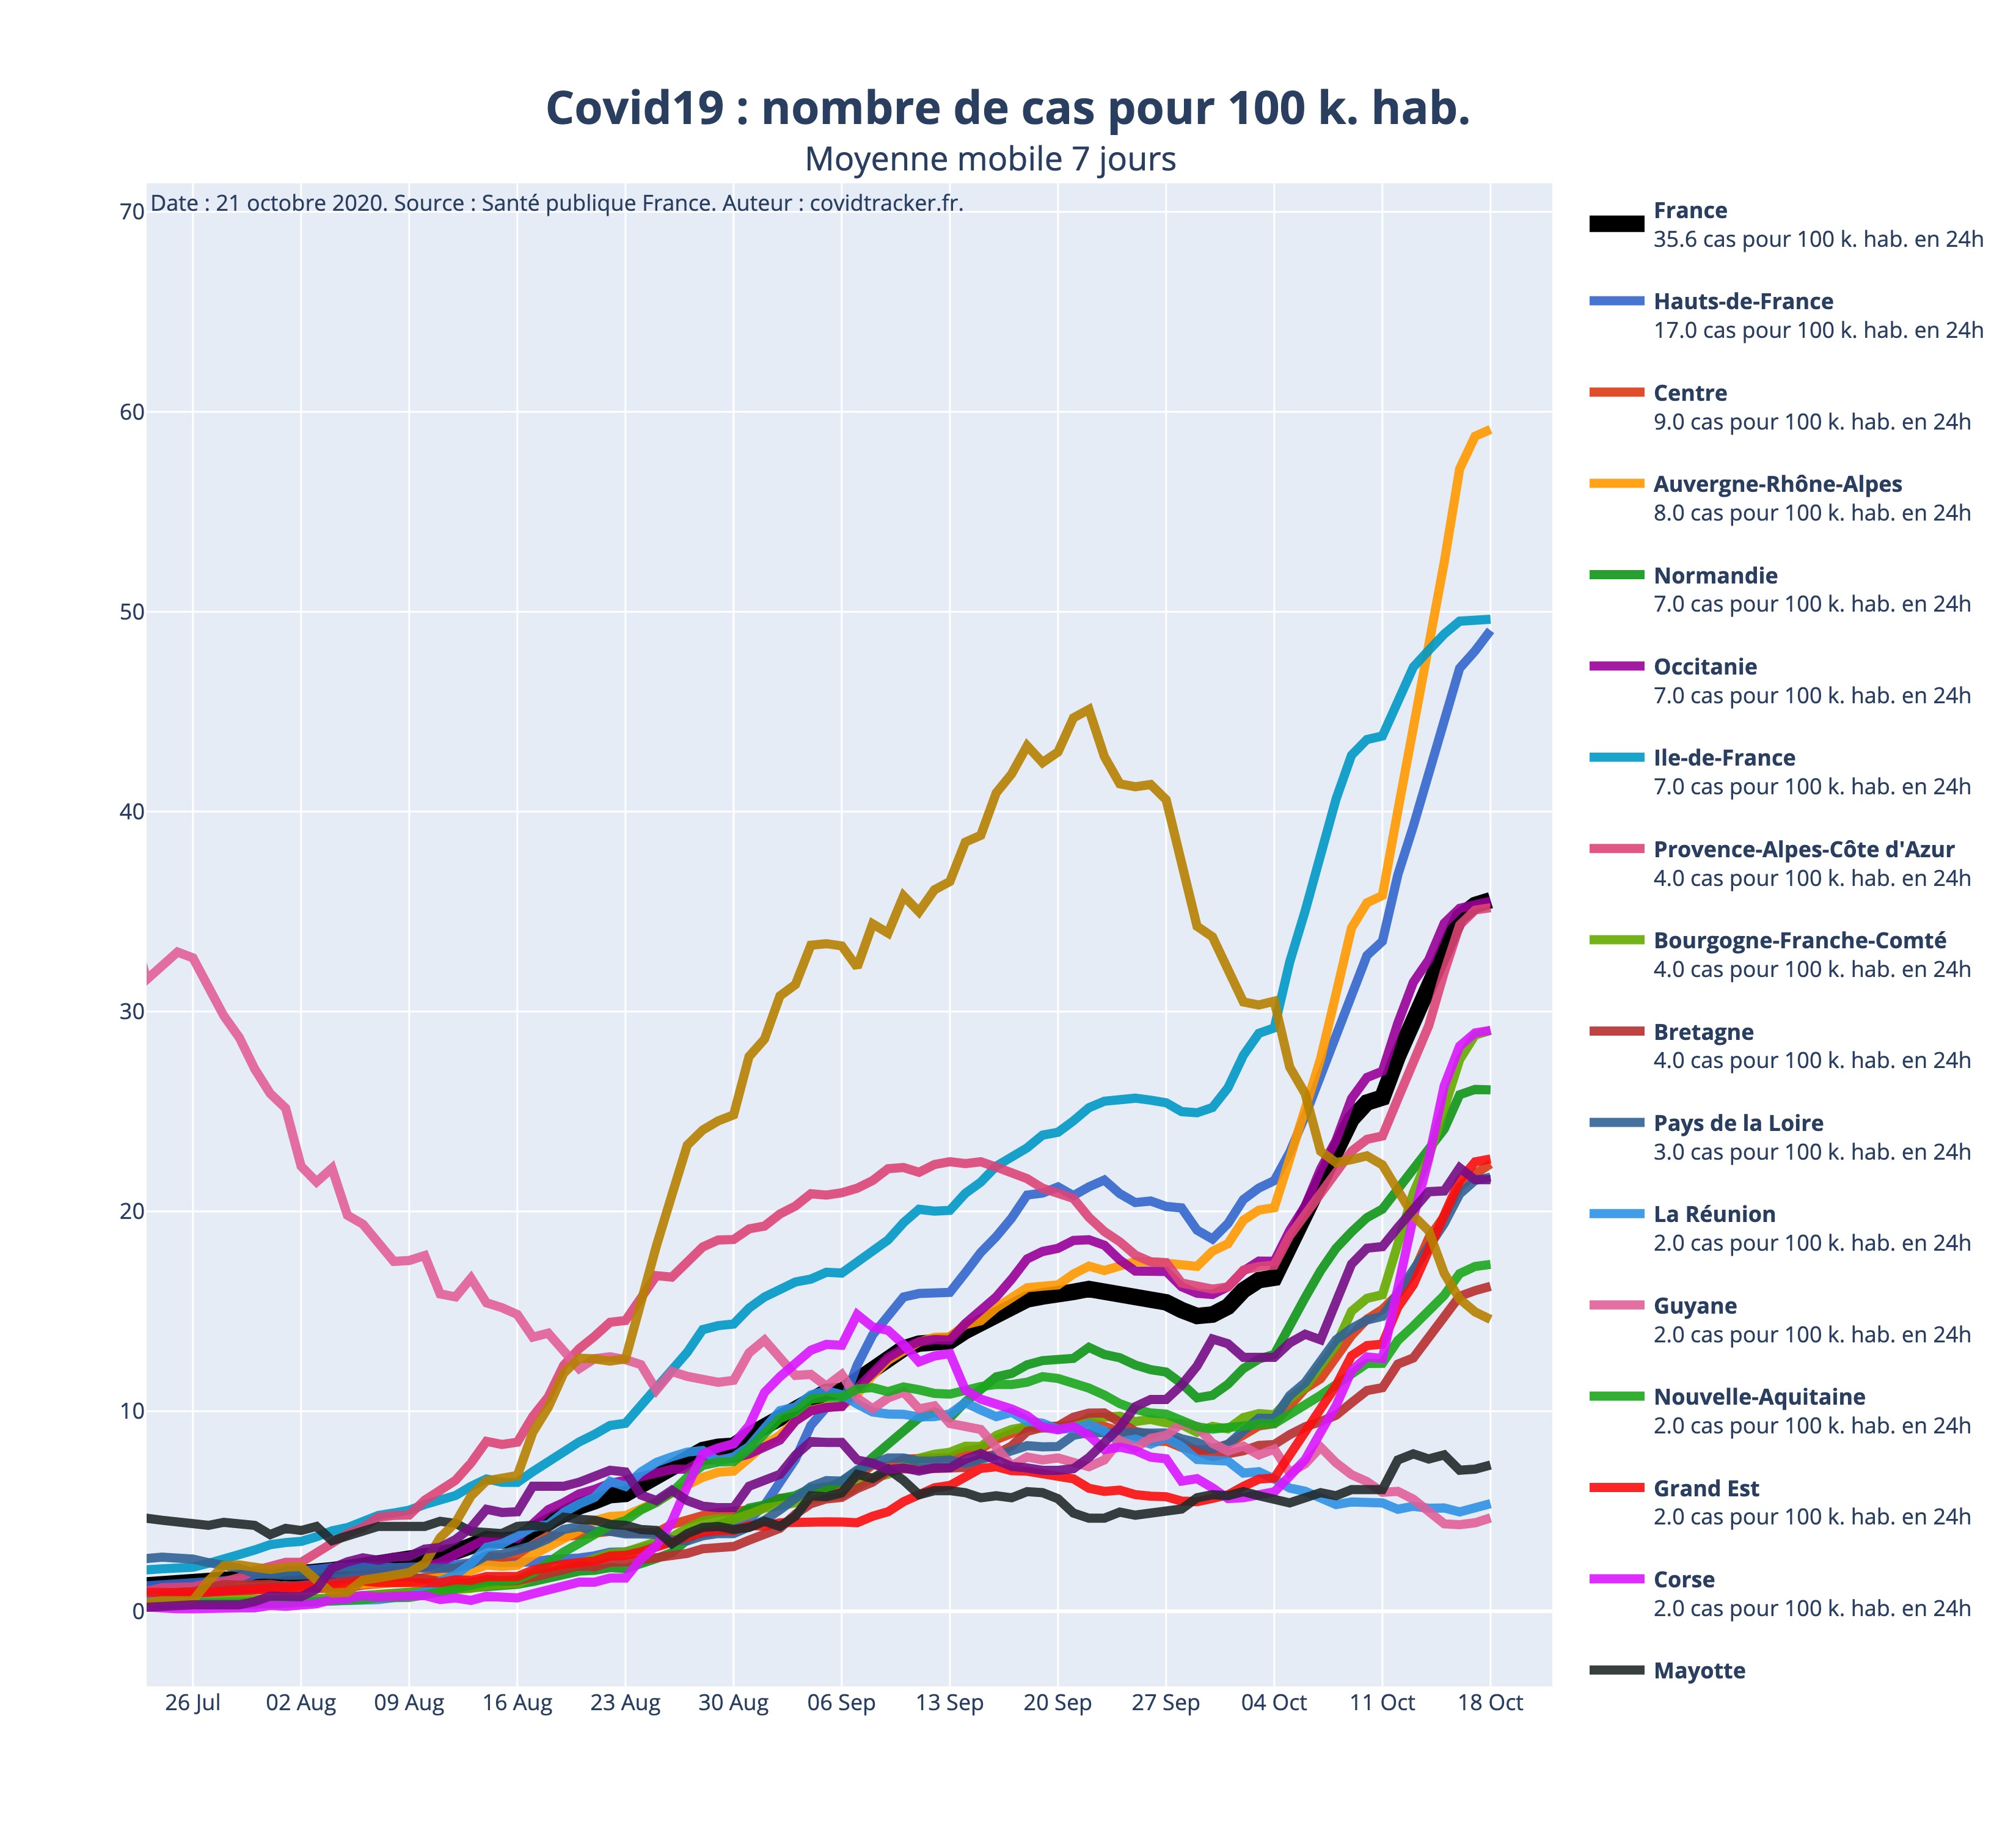 Covid19 : nombre de cas pour 100 k. hab.
Moyenne mobile 7 jours
Date : 21 octobre 2020. Source : Santé publique France. Auteur : covidtracker.fr.
70
60
50
40
30
20
10
0
26 Jul
02 Aug
09 Aug
16 Aug
23 Aug
30 Aug
06 Sep
13 Sep
20 Sep
27 Sep
04 Oct
11 Oct
18 Oct
France
35.6 cas pour 100 k. hab. en 24h
Hauts-de-France
17.0 cas pour 100 k. hab. en 24h
Centre
9.0 cas pour 100 k. hab. en 24h
Auvergne-Rhône-Alpes
8.0 cas pour 100 k. hab. en 24h
Normandie
7.0 cas pour 100 k. hab. en 24h
Occitanie
7.0 cas pour 100 k. hab. en 24h
Ile-de-France
7.0 cas pour 100 k. hab. en 24h
Provence-Alpes-Côte d'Azur
4.0 cas pour 100 k. hab. en 24h
Bourgogne-Franche-Comté
4.0 cas pour 100 k. hab. en 24h
Bretagne
4.0 cas pour 100 k. hab. en 24h
Pays de la Loire
3.0 cas pour 100 k. hab. en 24h
La Réunion
2.0 cas pour 100 k. hab. en 24h
Guyane
2.0 cas pour 100 k. hab. en 24h
Nouvelle-Aquitaine
2.0 cas pour 100 k. hab. en 24h
Grand Est
2.0 cas pour 100 k. hab. en 24h
Corse
2.0 cas pour 100 k. hab. en 24h
Mayotte